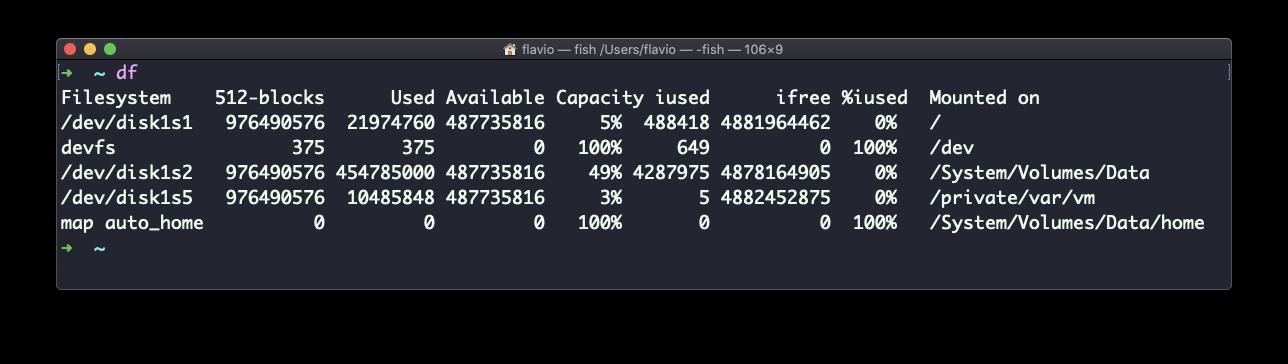 flavio — fish /Users/flavio — -fish — 106×9
➜ ~ df
Filesystem 512-blocks Used Available Capacity iused ifree %iused Mounted on
/dev/disk1s1 976490576 21974760 487735816 5% 488418 4881964462 0% /
devfs 375 375 0 100% 649 0 100% /dev
/dev/disk1s2 976490576 454785000 487735816 49% 4287975 4878164905 0% /System/Volumes/Data
/dev/disk1s5 976490576 10485848 487735816 3% 5 4882452875 0% /private/var/vm
map auto_home 0 0 0 100% 0 0 100% /System/Volumes/Data/home
➜ ~